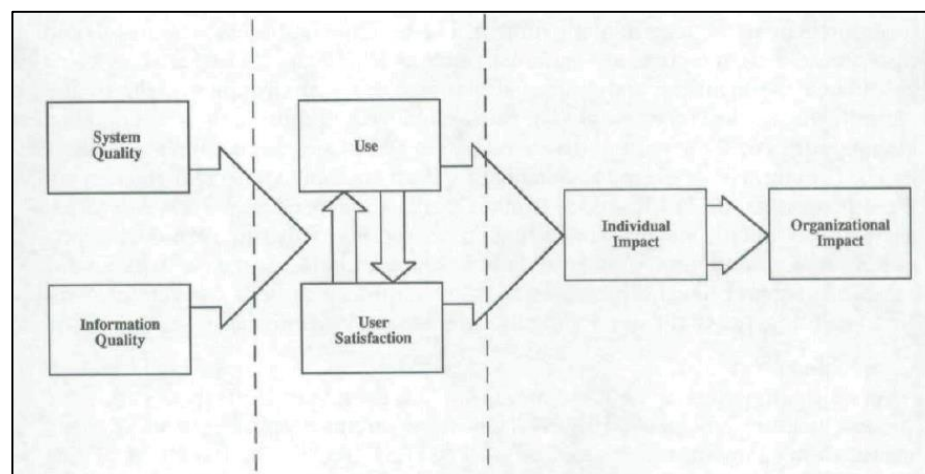 System
Quality
Use
Individual
Impact
Organizational
Impact
Information
Quality
User
Satisfaction